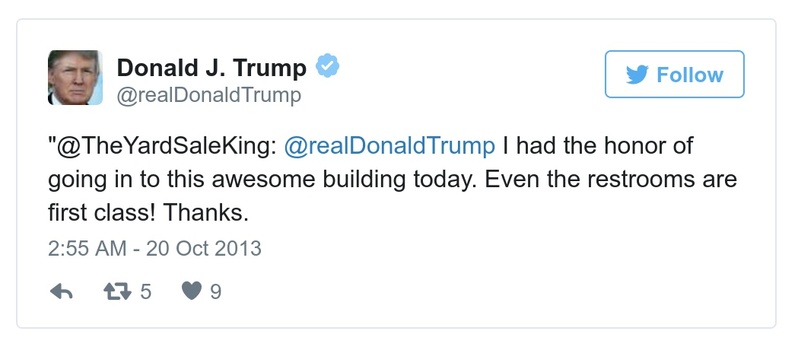 Donald J. Trump
@realDonaldTrump
Follow
"@TheYardSaleKing: @realDonaldTrump I had the honor of
going in to this awesome building today. Even the restrooms are
first class! Thanks.
2:55 AM - 20 Oct 2013
5 9